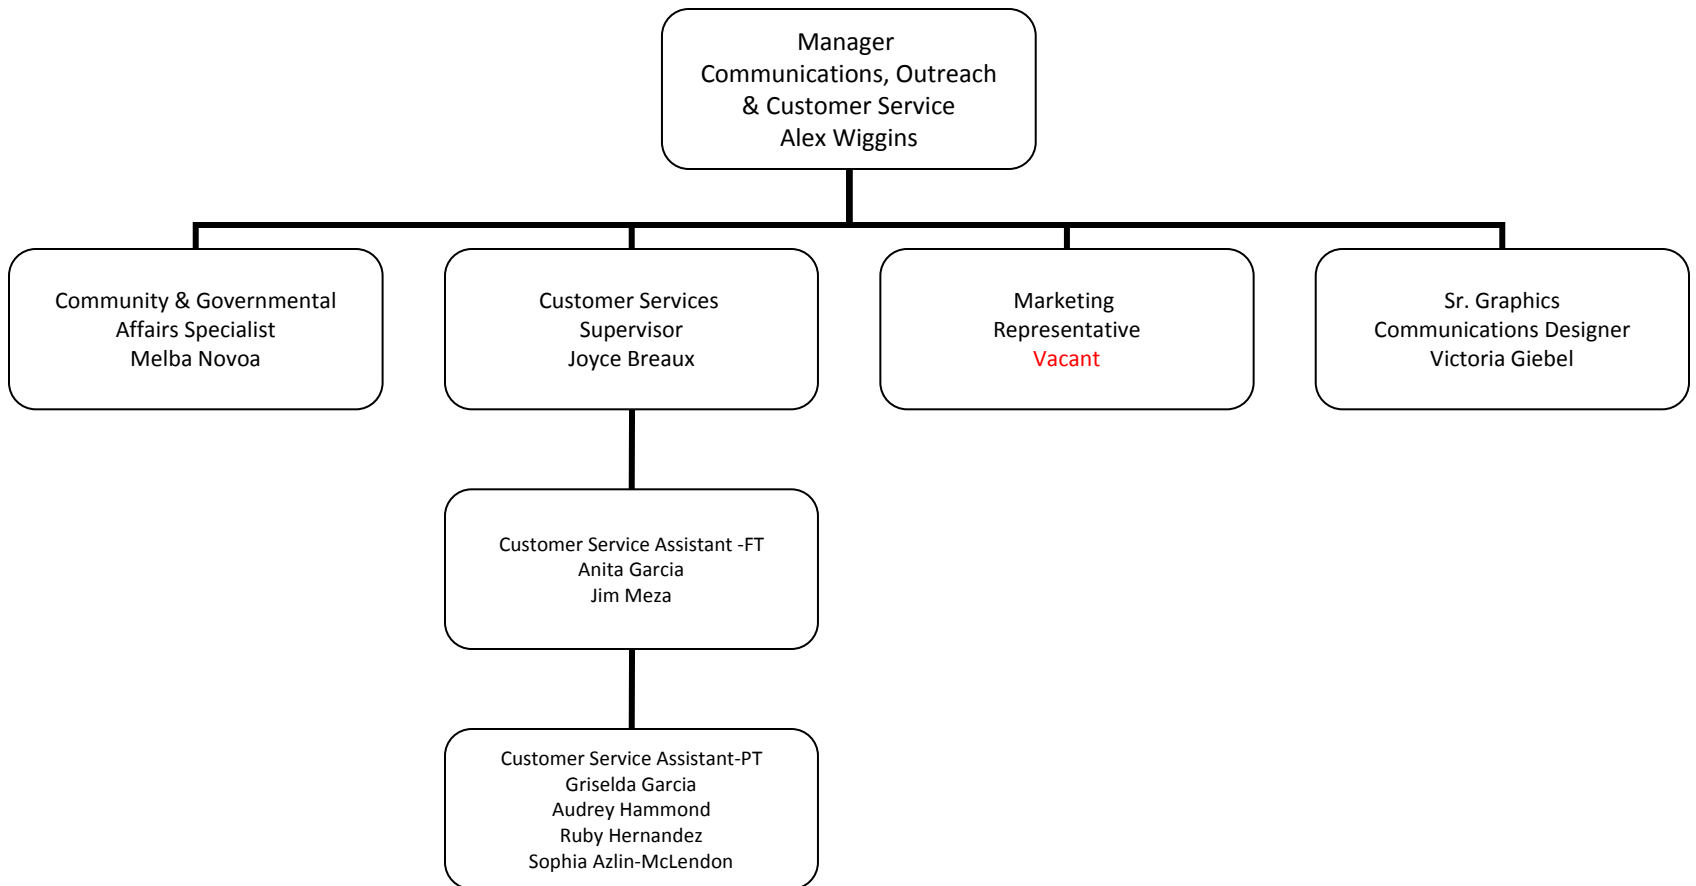 Manager
Communications, Outreach
& Customer Service
Alex Wiggins
Community & Governmental
Affairs Specialist
Melba Novoa
Customer Services
Supervisor
Joyce Breaux
Marketing
Representative
Vacant
Sr. Graphics
Communications Designer
Victoria Giebel
Customer Service Assistant -FT
Anita Garcia
Jim Meza
Customer Service Assistant-PT
Griselda Garcia
Audrey Hammond
Ruby Hernandez
Sophia Azlin-McLendon